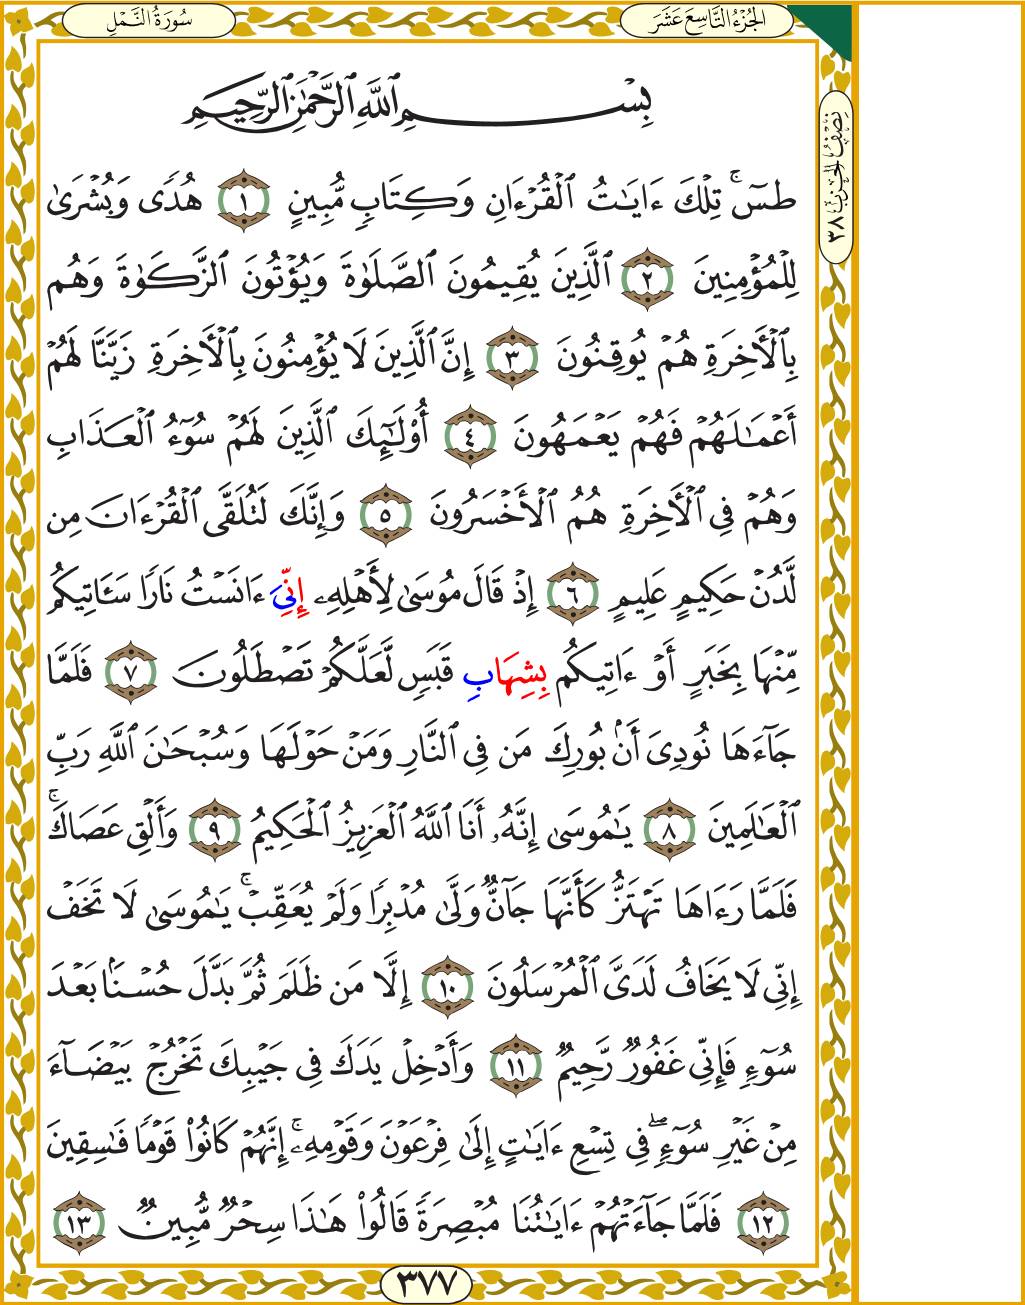 سُورَةُ النَّمْلِ
الجُزْءُ التَّاسِعَ عَشَرَ
نِصْفُ الحِزْبِ ٣٨
بِسْمِ ٱللَّهِ ٱلرَّحْمَٰنِ ٱلرَّحِيمِ
طسٓۚ تِلْكَ ءَايَٰتُ ٱلْقُرْءَانِ وَكِتَابٍ مُّبِينٍ ١ هُدًى وَبُشْرَىٰ
لِلْمُؤْمِنِينَ ٢ ٱلَّذِينَ يُقِيمُونَ ٱلصَّلَوٰةَ وَيُؤْتُونَ ٱلزَّكَوٰةَ وَهُم
بِٱلْأَخِرَةِ هُمْ يُوقِنُونَ ٣ إِنَّ ٱلَّذِينَ لَا يُؤْمِنُونَ بِٱلْأَخِرَةِ زَيَّنَّا لَهُمْ
أَعْمَٰلَهُمْ فَهُمْ يَعْمَهُونَ ٤ أُو۟لَٰٓئِكَ ٱلَّذِينَ لَهُمْ سُوٓءُ ٱلْعَذَابِ
وَهُمْ فِى ٱلْأَخِرَةِ هُمُ ٱلْأَخْسَرُونَ ٥ وَإِنَّكَ لَتُلَقَّى ٱلْقُرْءَانَ مِن
لَّدُنْ حَكِيمٍ عَلِيمٍ ٦ إِذْ قَالَ مُوسَىٰ لِأَهْلِهِۦ إِنِّىَ ءَانَسْتُ نَارًا سَـَٔاتِيكُم
مِّنْهَا بِخَبَرٍ أَوْ ءَاتِيكُم بِشِهَابِ قَبَسٍ لَّعَلَّكُمْ تَصْطَلُونَ ٧ فَلَمَّا
جَآءَهَا نُودِىَ أَنۢ بُورِكَ مَن فِى ٱلنَّارِ وَمَنْ حَوْلَهَا وَسُبْحَٰنَ ٱللَّهِ رَبِّ
ٱلْعَٰلَمِينَ ٨ يَٰمُوسَىٰٓ إِنَّهُۥٓ أَنَا ٱللَّهُ ٱلْعَزِيزُ ٱلْحَكِيمُ ٩ وَأَلْقِ عَصَاكَۚ
فَلَمَّا رَءَاهَا تَهْتَزُّ كَأَنَّهَا جَآنٌّ وَلَّىٰ مُدْبِرًا وَلَمْ يُعَقِّبْۚ يَٰمُوسَىٰ لَا تَخَفْ
إِنِّى لَا يَخَافُ لَدَىَّ ٱلْمُرْسَلُونَ ١٠ إِلَّا مَن ظَلَمَ ثُمَّ بَدَّلَ حُسْنًۢا بَعْدَ
سُوٓءٍ فَإِنِّى غَفُورٌ رَّحِيمٌ ١١ وَأَدْخِلْ يَدَكَ فِى جَيْبِكَ تَخْرُجْ بَيْضَآءَ
مِنْ غَيْرِ سُوٓءٍۖ فِى تِسْعِ ءَايَٰتٍ إِلَىٰ فِرْعَوْنَ وَقَوْمِهِۦٓۚ إِنَّهُمْ كَانُوا۟ قَوْمًا فَٰسِقِينَ
١٢ فَلَمَّا جَآءَتْهُمْ ءَايَٰتُنَا مُبْصِرَةً قَالُوا۟ هَٰذَا سِحْرٌ مُّبِينٌ ١٣
٣٧٧